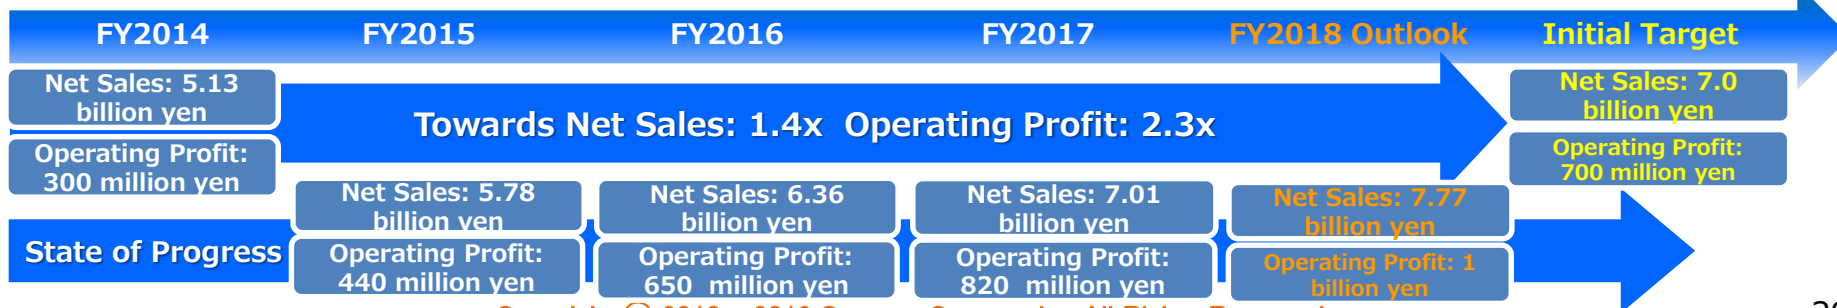 FY2014 FY2015 FY2016 FY2017 FY2018 Outlook Initial Target
Net Sales: 5.13
billion yen
Operating Profit:
300 million yen
Towards Net Sales: 1.4x Operating Profit: 2.3x
Net Sales: 7.0
billion yen
Operating Profit:
700 million yen
State of Progress
Net Sales: 5.78
billion yen
Operating Profit:
440 million yen
Net Sales: 6.36
billion yen
Operating Profit:
650 million yen
Net Sales: 7.01
billion yen
Operating Profit:
820 million yen
Net Sales: 7.77
billion yen
Operating Profit: 1
billion yen